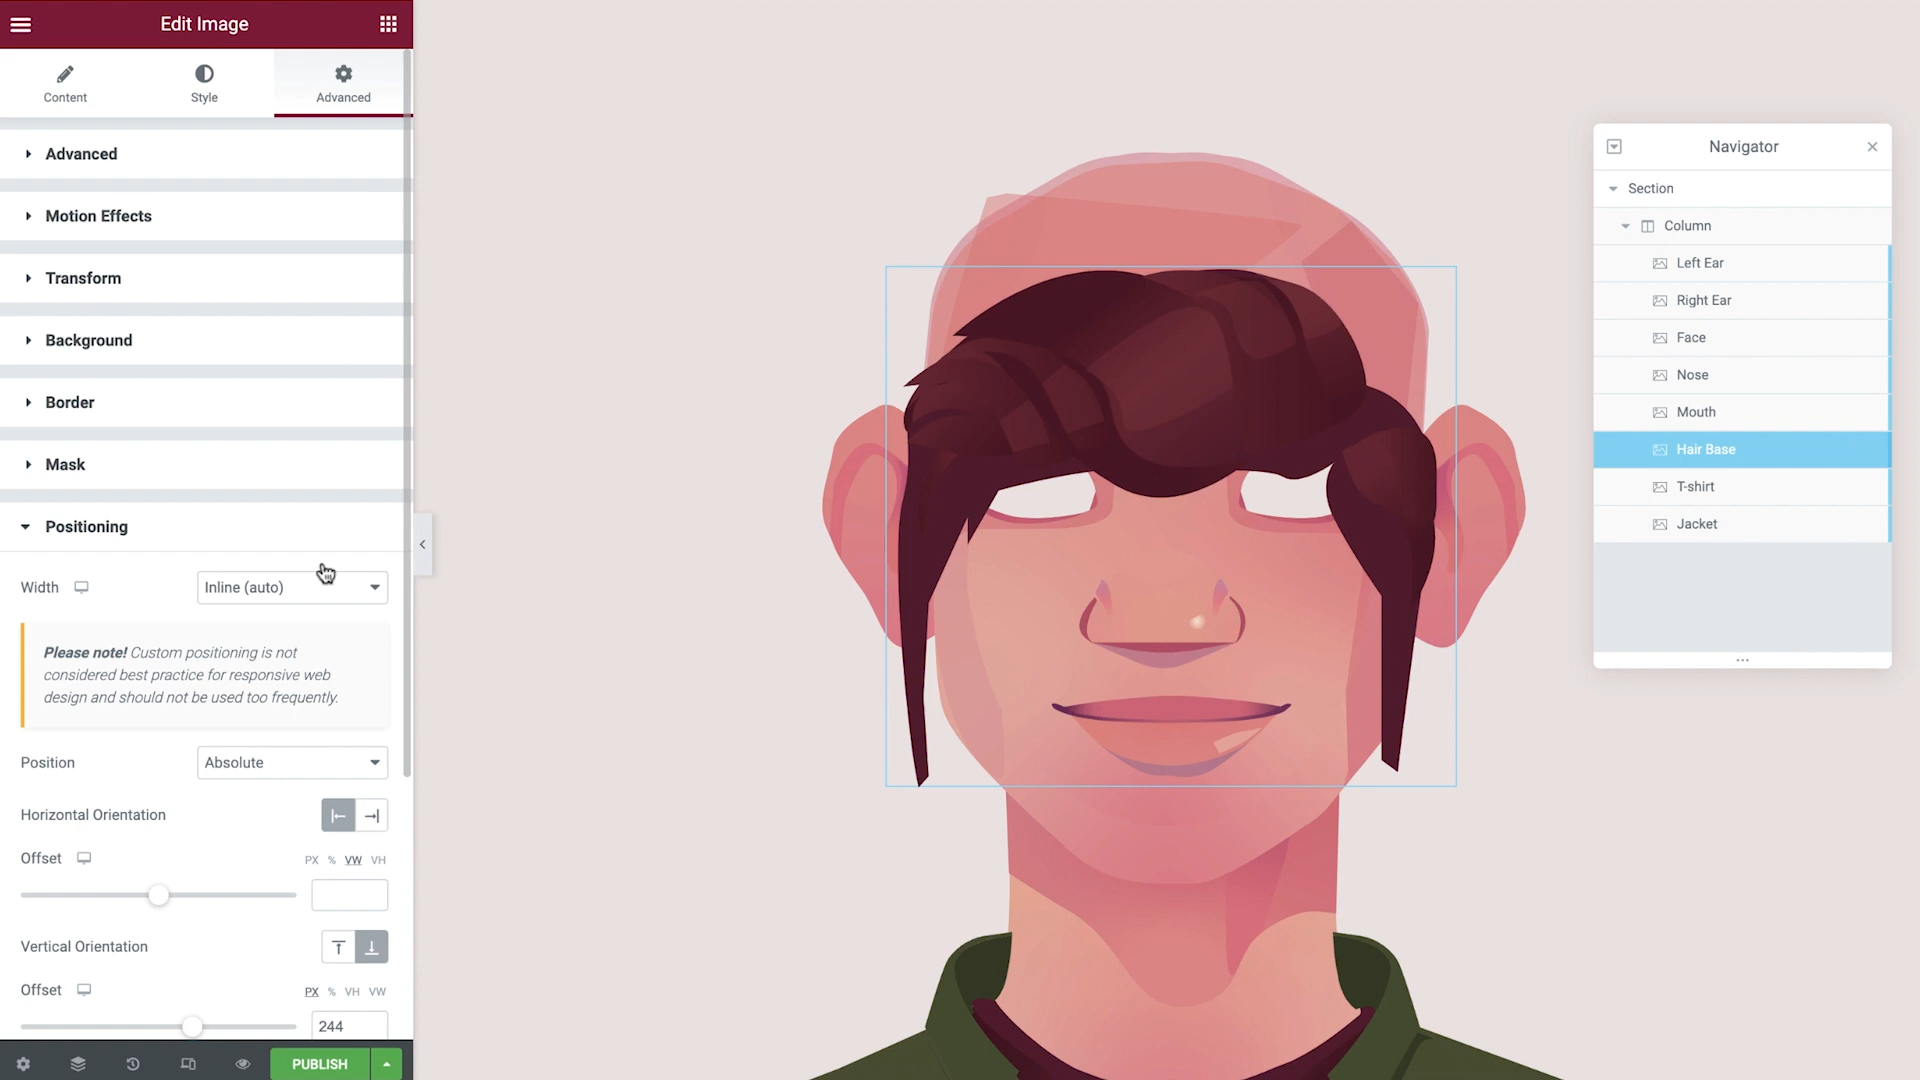 Edit Image
Content
Style
Advanced
Advanced
Motion Effects
Transform
Background
Border
Mask
Positioning
Width
Inline (auto)
Please note! Custom positioning is not
considered best practice for responsive web
design and should not be used too frequently.
Position
Absolute
Horizontal Orientation
Offset
PX % VW VH
Vertical Orientation
Offset
PX % VH VW
244
PUBLISH
Navigator
Section
Column
Left Ear
Right Ear
Face
Nose
Mouth
Hair Base
T-shirt
Jacket